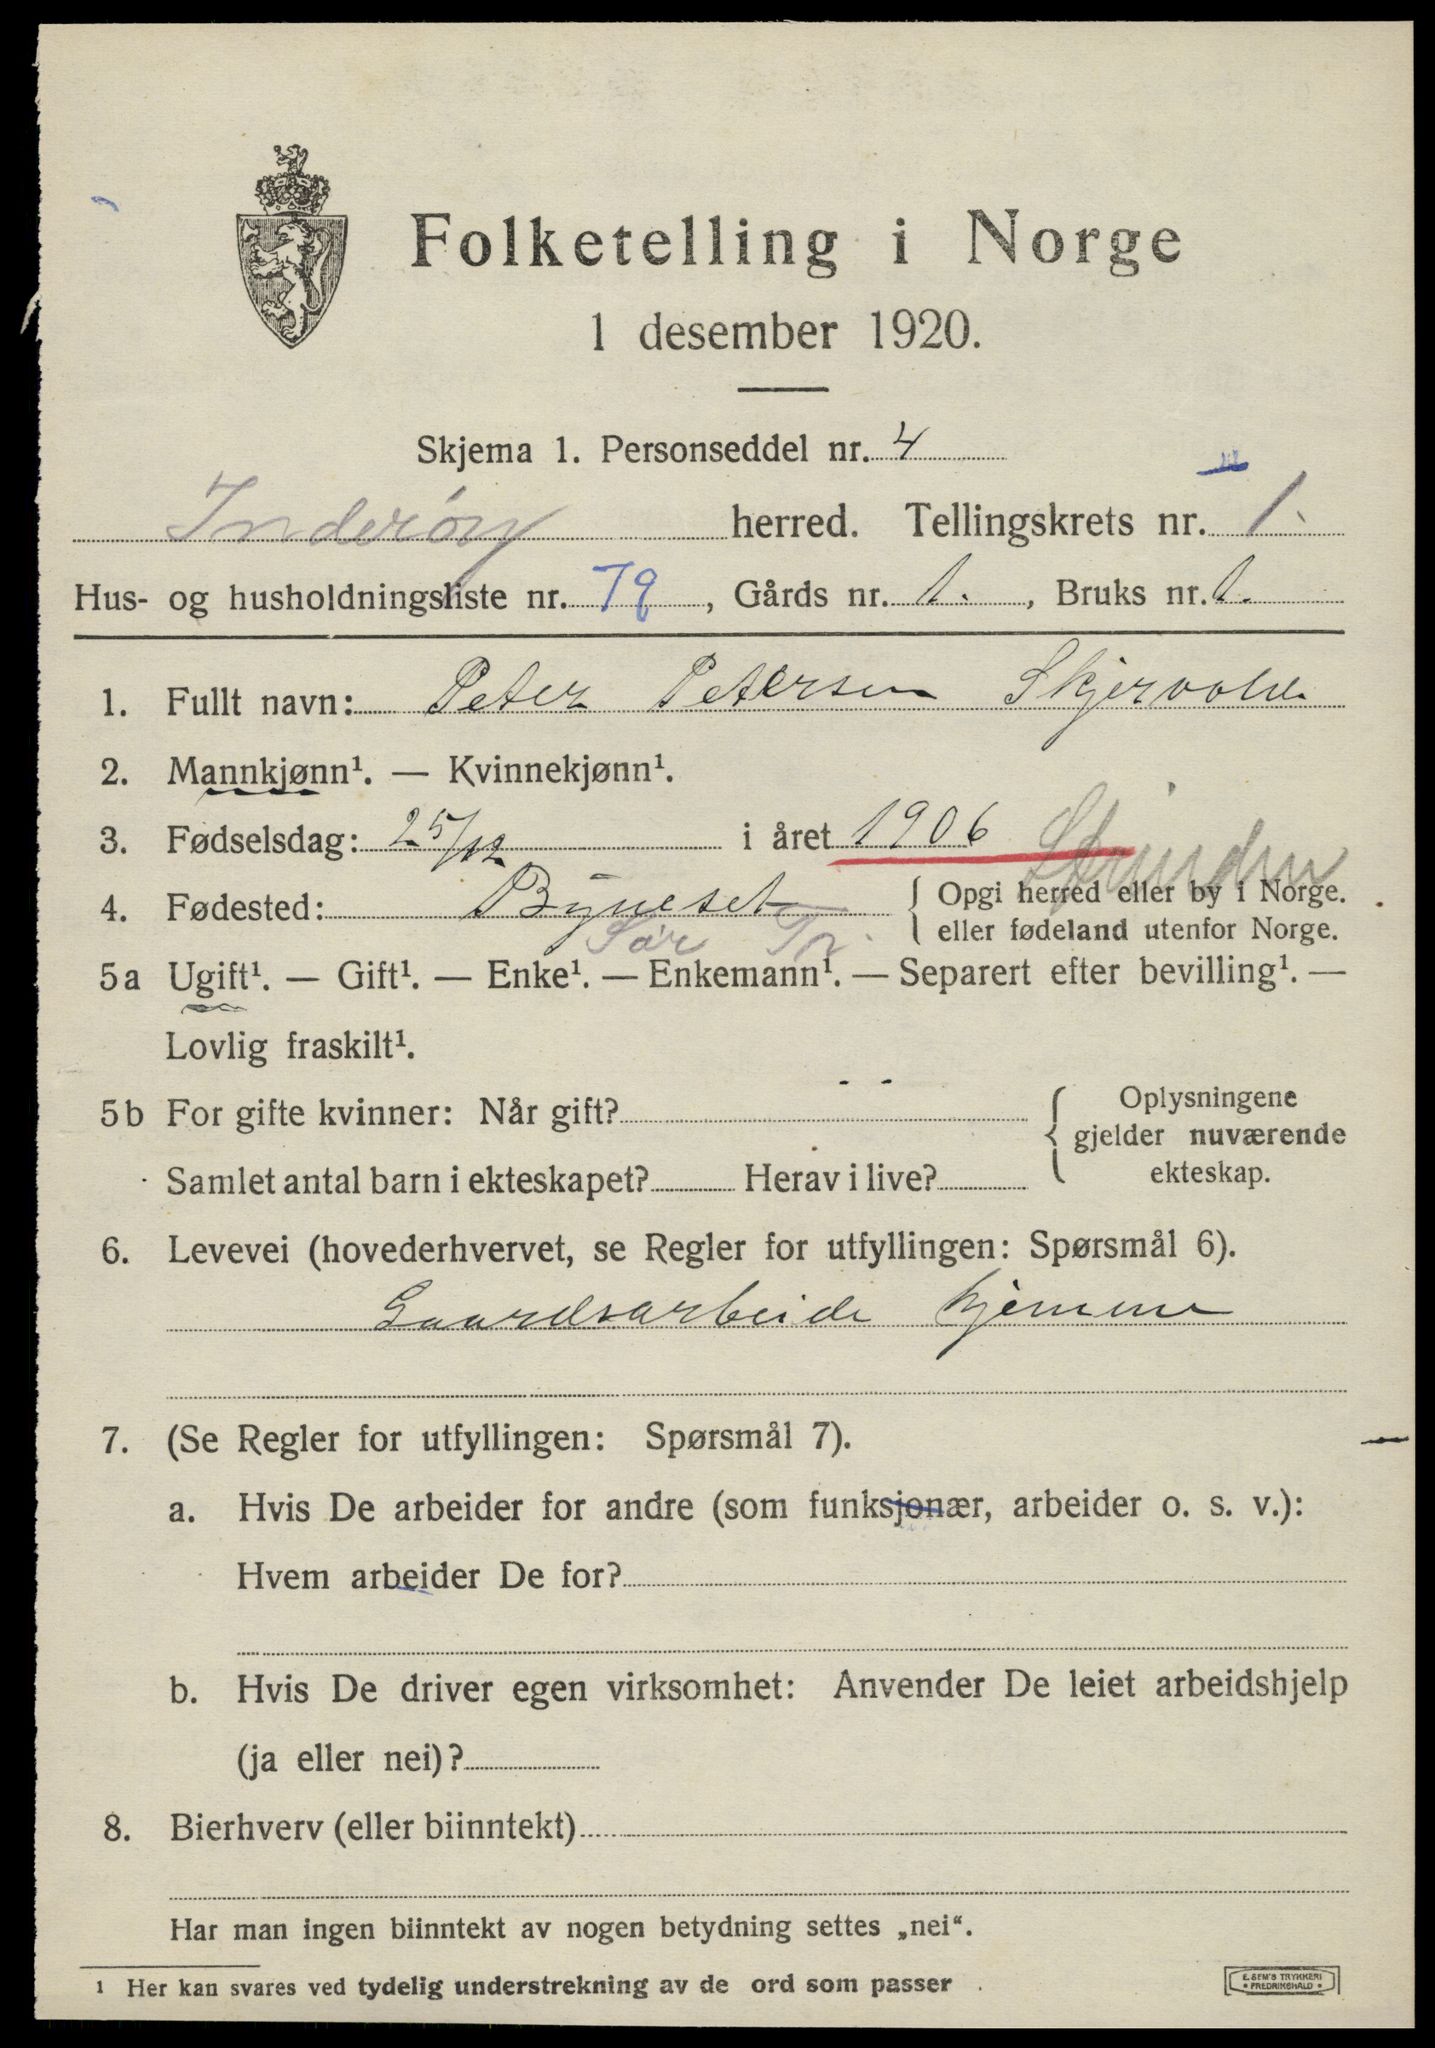 Folketelling i Norge
1 desember 1920.
Skjema 1. Personseddel nr. 4
Inderøy herred. Tellingskrets nr. 1.
Hus- og husholdningsliste nr. 79, Gårds nr. 1., Bruks nr. 1.
1. Fullt navn: Peter Petersen
2. Mannkjønn¹. — Kvinnekjønn¹.
3. Fødselsdag: 25/12 i året 1906
Strinden
4. Fødested: Byneset { Opgi herred eller by i Norge.
eller fødeland utenfor Norge.
Sør Tr.
5a Ugift¹. — Gift¹. — Enke¹. — Enkemann¹. — Separert efter bevilling¹. —
Lovlig fraskilt¹.
5b For gifte kvinner: Når gift?
Samlet antal barn i ekteskapet? Herav i live?
Oplysningene
gjelder nuværende
ekteskap.
6. Levevei (hovederhvervet, se Regler for utfyllingen: Spørsmål 6).
Gaardsarbeide hjemme
7. (Se Regler for utfyllingen: Spørsmål 7).
a. Hvis De arbeider for andre (som funksjonær, arbeider o. s. v.):
Hvem arbeider De for?
b. Hvis De driver egen virksomhet: Anvender De leiet arbeidshjelp
(ja eller nei)?
8. Bierhverv (eller biinntekt)
Har man ingen biinntekt av nogen betydning settes „nei“.
¹ Her kan svares ved tydelig understrekning av de ord som passer
E. SEM'S TRYKKERI
• FREDRIKSHALD •